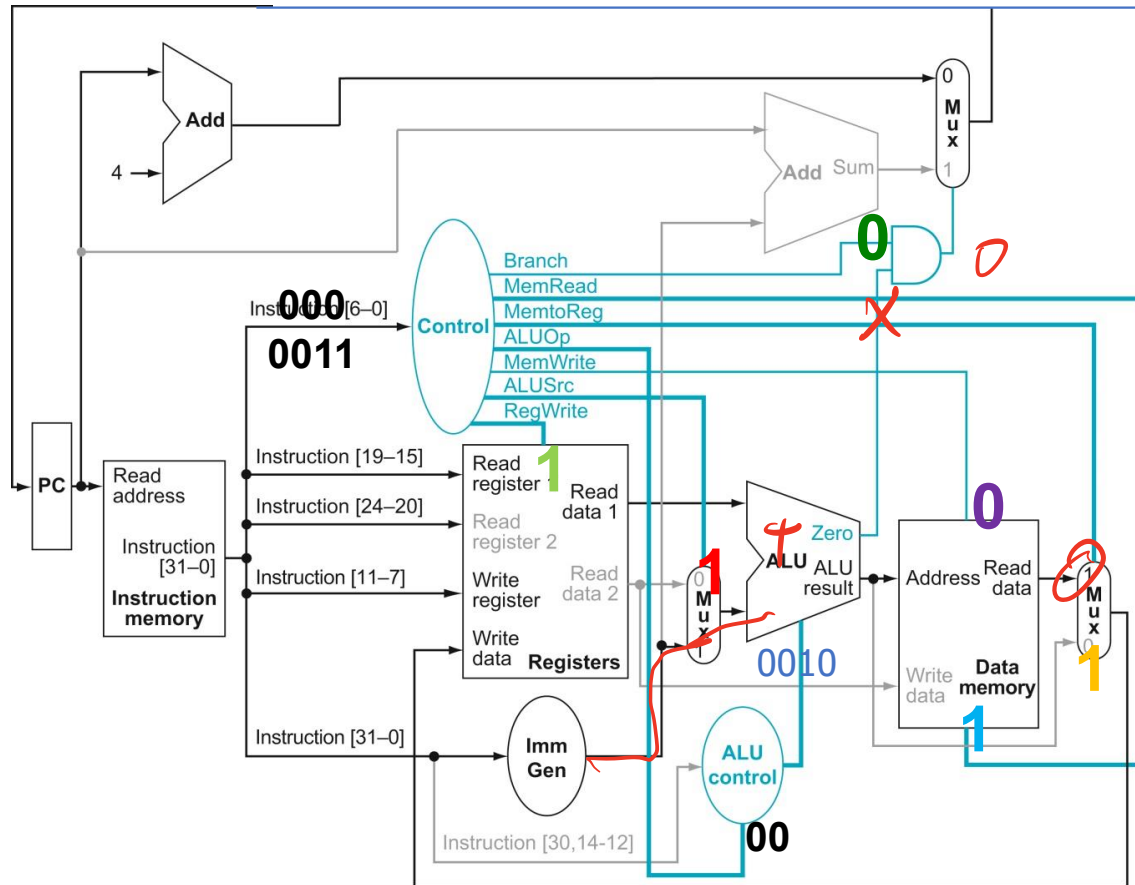 0
Mux
1
Add
4
Add Sum
0
0
Branch
MemRead
MemtoReg
ALUOp
MemWrite
ALUSrc
RegWrite
X
Instruction [6–0]
000
0011
Control
1
PC
Read address
Instruction [31–0]
Instruction memory
Instruction [19–15]
Instruction [24–20]
Instruction [11–7]
Instruction [31–0]
Read register 1
Read register 2
Write register
Write data
Registers
Read data 1
Read data 2
0
1
Mux
1
+
Zero
ALU
ALU result
0010
0
Address
Read data
Write data
Data memory
1
1
Mux
0
1
Imm Gen
ALU control
00
Instruction [30,14-12]